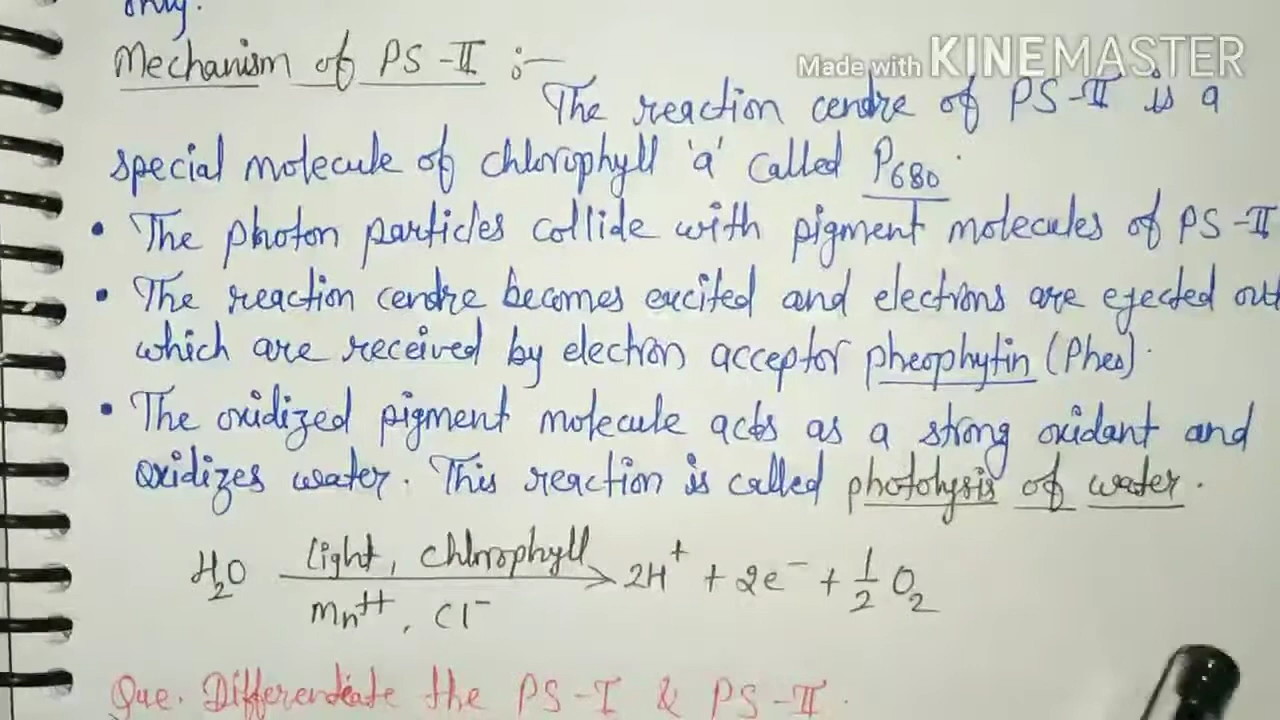 only.
Mechanism of PS-II :-
Made with KINEMASTER
The reaction centre of PS-II is a
special molecule of chlorophyll 'a' called P680.
• The photon particles collide with pigment molecules of PS-II
• The reaction centre becomes excited and electrons are ejected out
which are received by electron acceptor pheophytin (Pheo).
• The oxidized pigment molecule acts as a strong oxidant and
oxidizes water. This reaction is called photolysis of water.
light, chlorophyll
H2O → 2H+ + 2e- + 1/2 O2
Mn++, Cl-
Que. Differentiate the PS-I & PS-II.